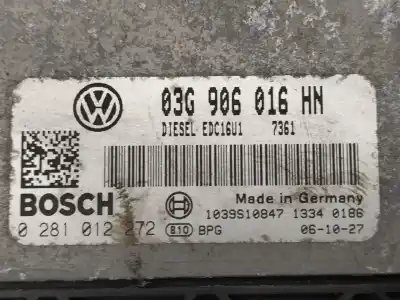 03G 906 016 HN
DIESEL EDC16U1 7361
BOSCH
Made in Germany
1039S10847 1334 0186
0 281 012 272 E10 BPG 06-10-27